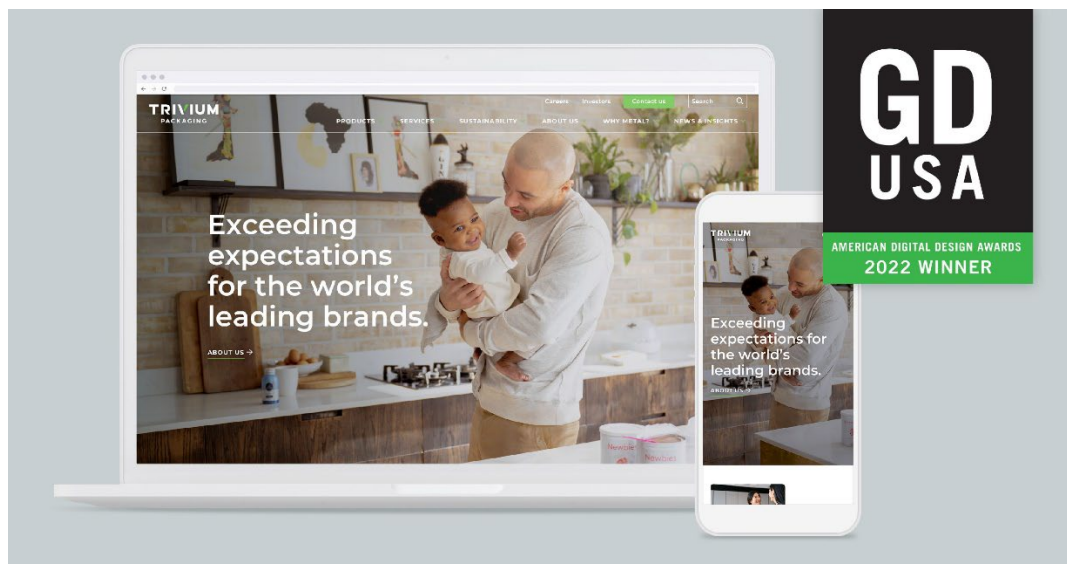 TRIVIUM
PACKAGING
Careers Investors Contact us Search
PRODUCTS SERVICES SUSTAINABILITY ABOUT US WHY METAL? NEWS & INSIGHTS
Exceeding
expectations
for the world's
leading brands.
ABOUT US →
TRIVIUM
PACKAGING
Exceeding
expectations for
the world's
leading brands.
ABOUT US
GD
USA
AMERICAN DIGITAL DESIGN AWARDS
2022 WINNER